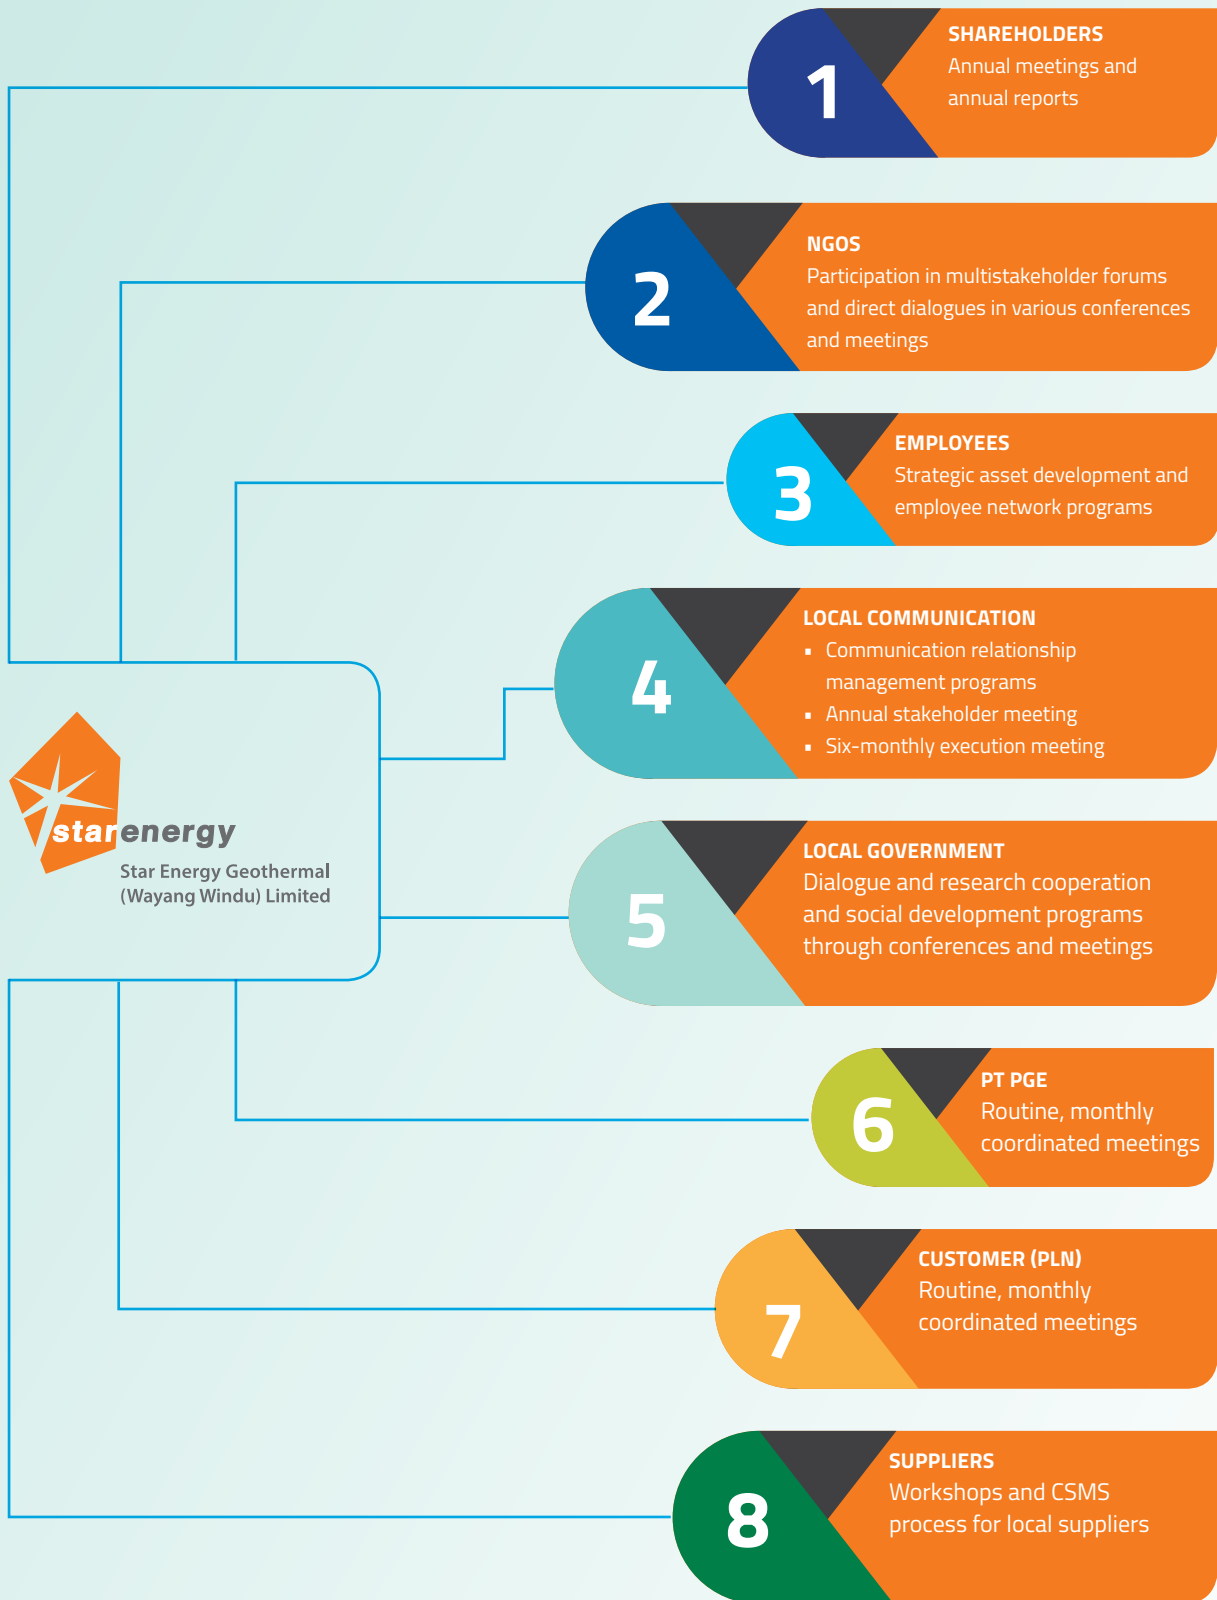 1
SHAREHOLDERS
Annual meetings and
annual reports
2
NGOS
Participation in multistakeholder forums
and direct dialogues in various conferences
and meetings
3
EMPLOYEES
Strategic asset development and
employee network programs
4
LOCAL COMMUNICATION
▪ Communication relationship
management programs
▪ Annual stakeholder meeting
▪ Six-monthly execution meeting
starenergy
Star Energy Geothermal
(Wayang Windu) Limited
5
LOCAL GOVERNMENT
Dialogue and research cooperation
and social development programs
through conferences and meetings
6
PT PGE
Routine, monthly
coordinated meetings
7
CUSTOMER (PLN)
Routine, monthly
coordinated meetings
8
SUPPLIERS
Workshops and CSMS
process for local suppliers